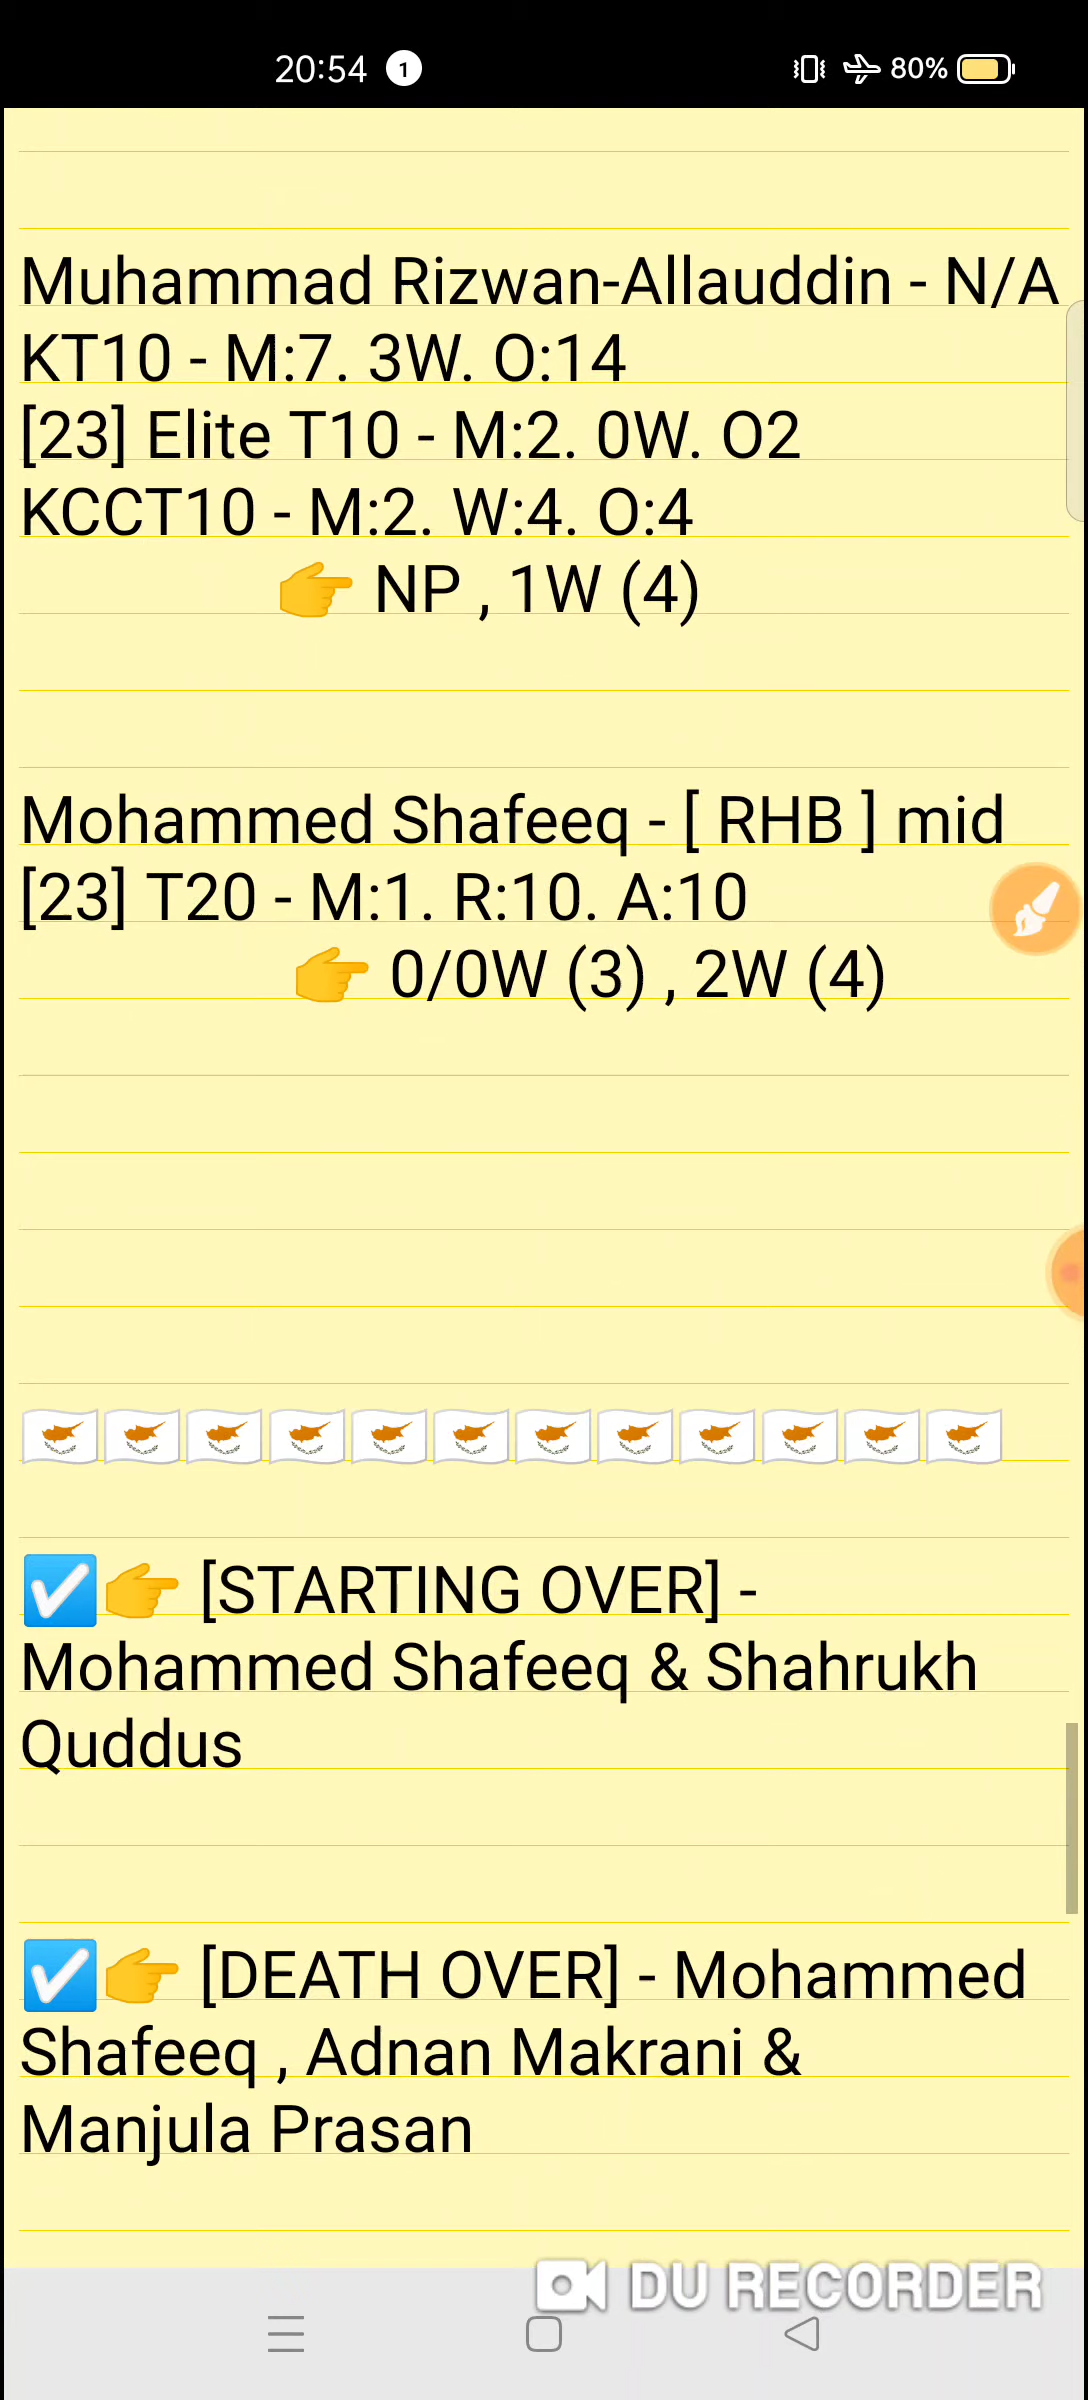 20:54 1 80%
Muhammad Rizwan-Allauddin - N/A
KT10 - M:7. 3W. O:14
[23] Elite T10 - M:2. 0W. O2
KCCT10 - M:2. W:4. O:4
👉 NP , 1W (4)
Mohammed Shafeeq - [ RHB ] mid
[23] T20 - M:1. R:10. A:10
👉 0/0W (3) , 2W (4)
🇨🇾🇨🇾🇨🇾🇨🇾🇨🇾🇨🇾🇨🇾🇨🇾🇨🇾🇨🇾🇨🇾🇨🇾
☑️👉 [STARTING OVER] -
Mohammed Shafeeq & Shahrukh
Quddus
☑️👉 [DEATH OVER] - Mohammed
Shafeeq , Adnan Makrani &
Manjula Prasan
DU RECORDER